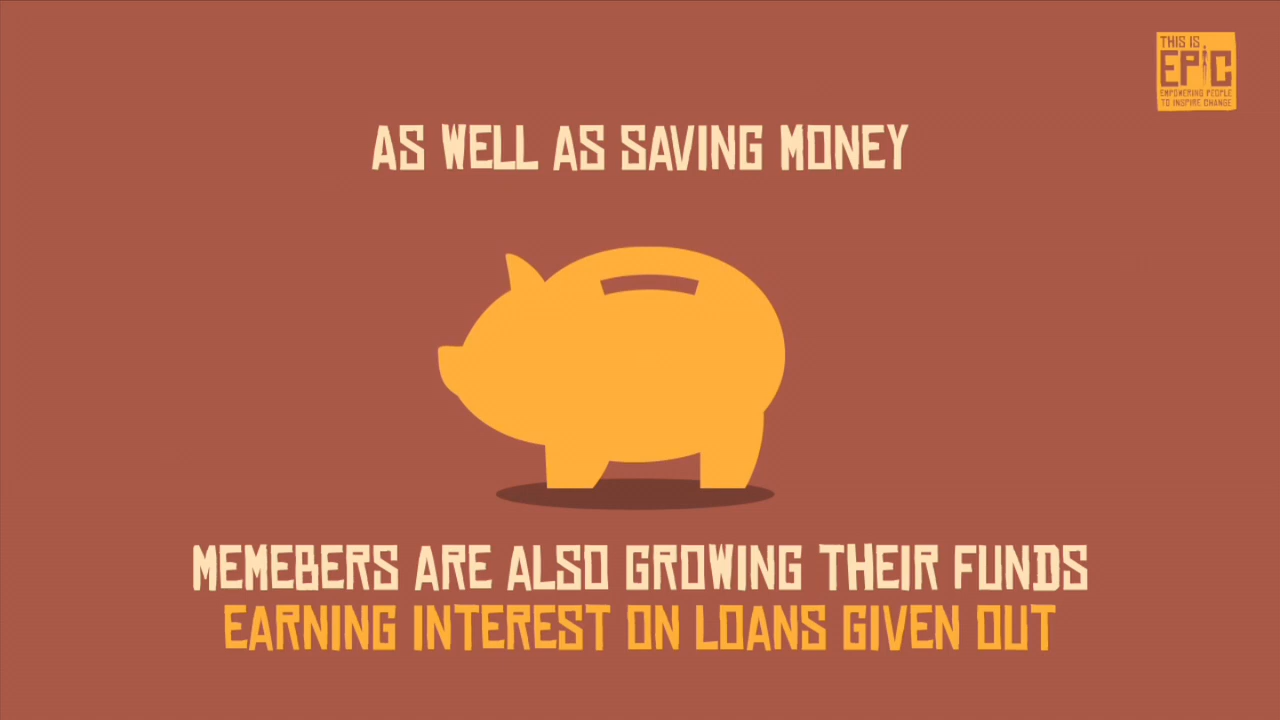 THIS IS
EPIC
EMPOWERING PEOPLE
TO INSPIRE CHANGE
AS WELL AS SAVING MONEY
MEMEBERS ARE ALSO GROWING THEIR FUNDS
EARNING INTEREST ON LOANS GIVEN OUT